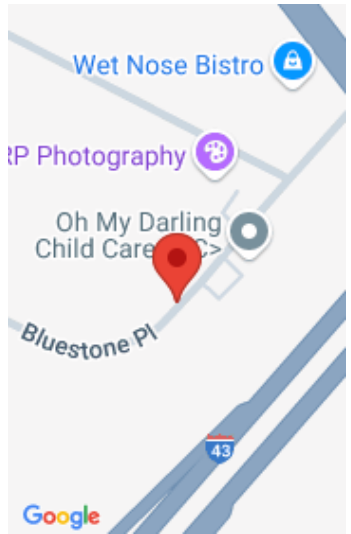 Wet Nose Bistro
RP Photography
Oh My Darling
Child Care C>
Bluestone Pl
43
Google